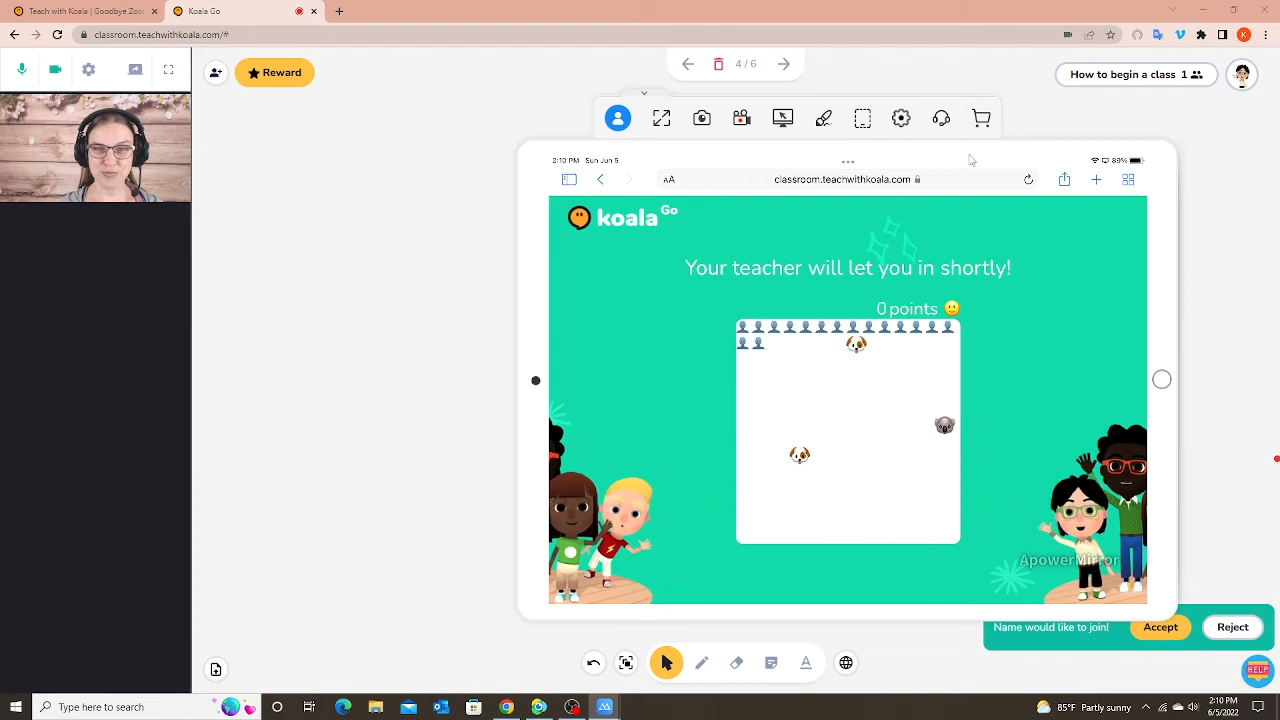 Teach with Koala | Goodbye Zoo
Koala Go
classroom.teachwithkoala.com/#
Reward
4/6
How to begin a class 1
2:10 PM Sun Jun 5
89%
AA
classroom.teachwithkoala.com
koala Go
Your teacher will let you in shortly!
0 points
ApowerMirror
Name would like to join!
Accept
Reject
A
HELP
Type here to search
85°F Partly sunny
2:10 PM
6/5/2022